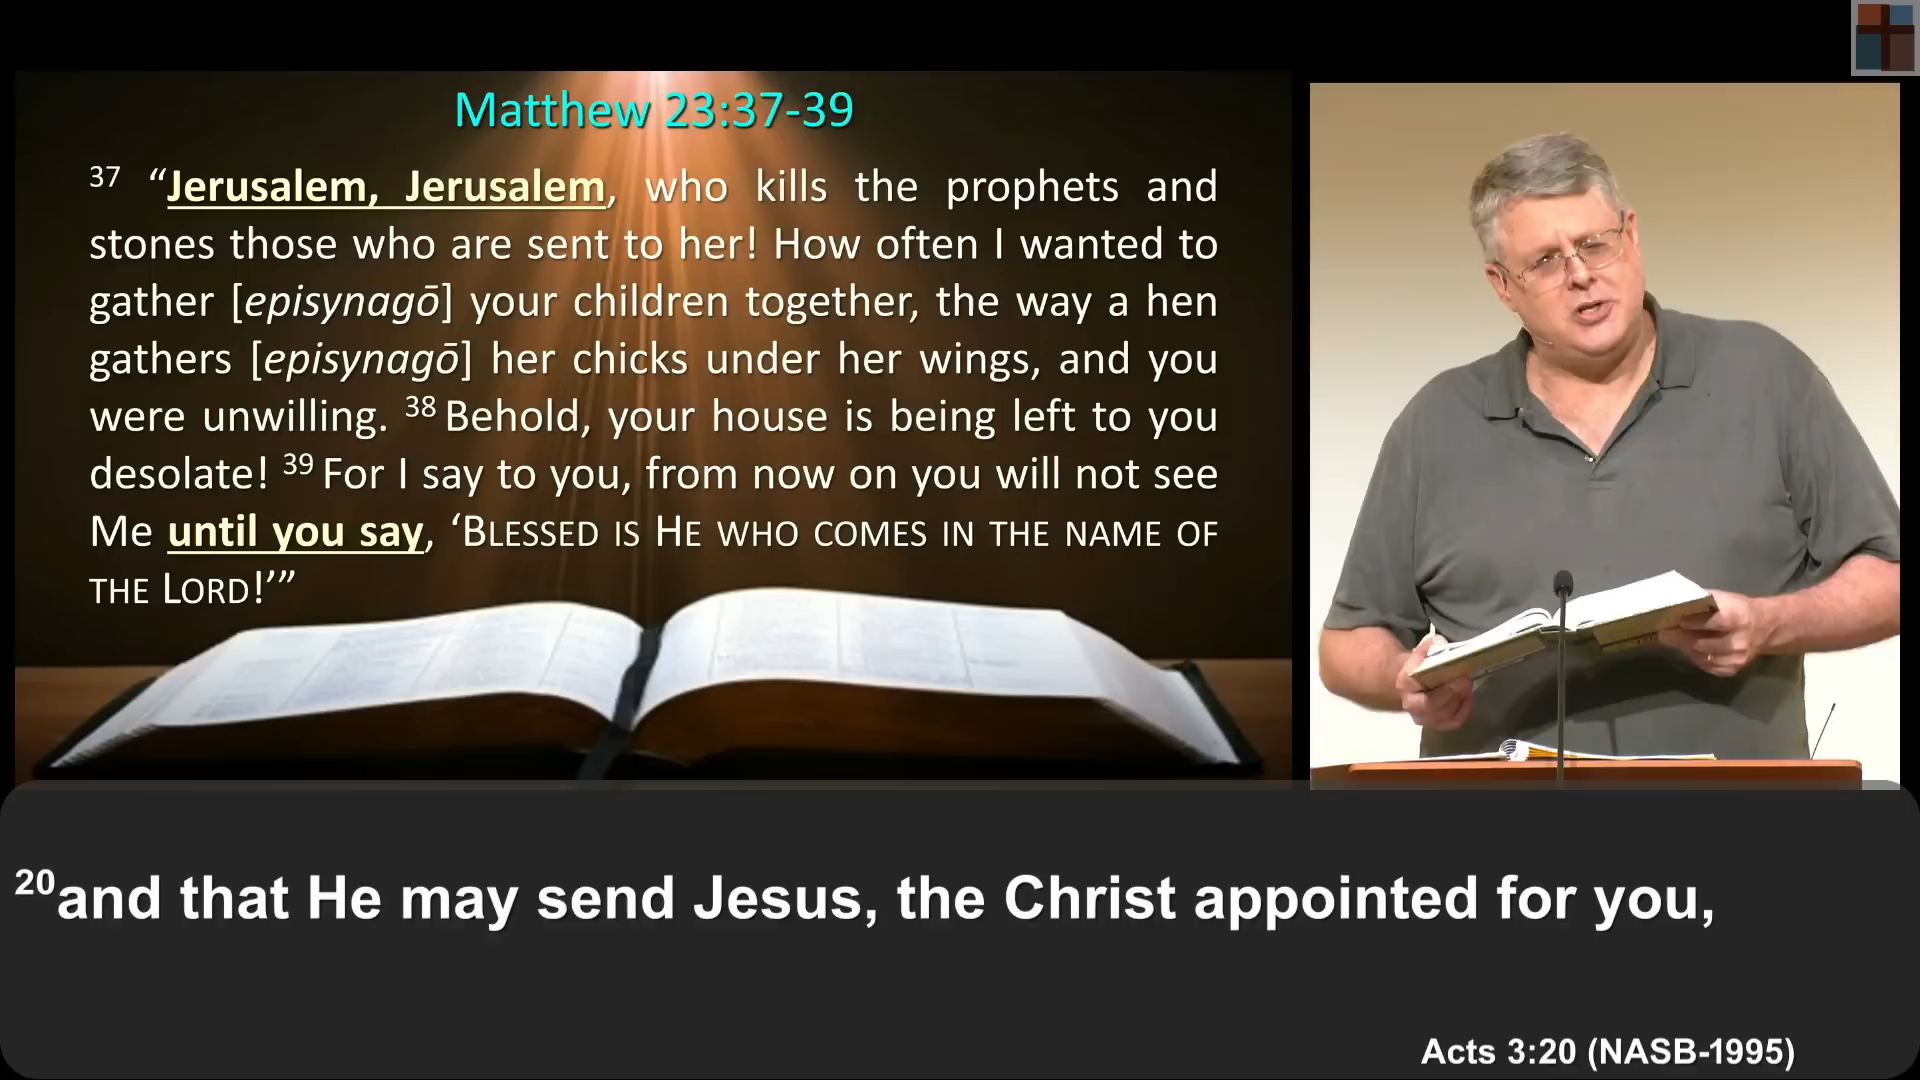 Matthew 23:37-39
37 “Jerusalem, Jerusalem, who kills the prophets and
stones those who are sent to her! How often I wanted to
gather [episynagō] your children together, the way a hen
gathers [episynagō] her chicks under her wings, and you
were unwilling. 38 Behold, your house is being left to you
desolate! 39 For I say to you, from now on you will not see
Me until you say, ‘BLESSED IS HE WHO COMES IN THE NAME OF
THE LORD!’”
20and that He may send Jesus, the Christ appointed for you,
Acts 3:20 (NASB-1995)